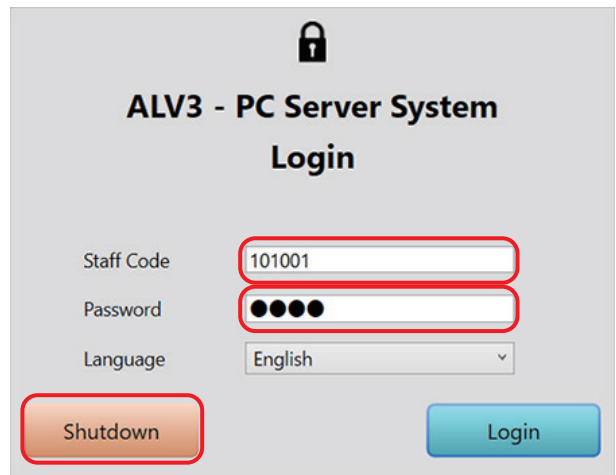 ALV3 - PC Server System
Login
Staff Code 101001
Password ●●●●
Language English
Shutdown Login